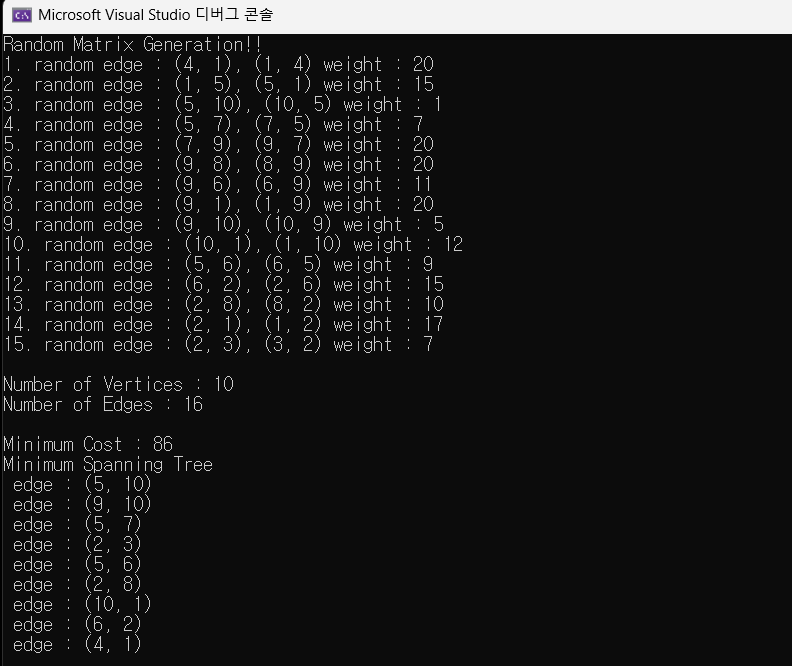 Microsoft Visual Studio 디버그 콘솔
Random Matrix Generation!!
1. random edge : (4, 1), (1, 4) weight : 20
2. random edge : (1, 5), (5, 1) weight : 15
3. random edge : (5, 10), (10, 5) weight : 1
4. random edge : (5, 7), (7, 5) weight : 7
5. random edge : (7, 9), (9, 7) weight : 20
6. random edge : (9, 8), (8, 9) weight : 20
7. random edge : (9, 6), (6, 9) weight : 11
8. random edge : (9, 1), (1, 9) weight : 20
9. random edge : (9, 10), (10, 9) weight : 5
10. random edge : (10, 1), (1, 10) weight : 12
11. random edge : (5, 6), (6, 5) weight : 9
12. random edge : (6, 2), (2, 6) weight : 15
13. random edge : (2, 8), (8, 2) weight : 10
14. random edge : (2, 1), (1, 2) weight : 17
15. random edge : (2, 3), (3, 2) weight : 7

Number of Vertices : 10
Number of Edges : 16

Minimum Cost : 86
Minimum Spanning Tree
edge : (5, 10)
edge : (9, 10)
edge : (5, 7)
edge : (2, 3)
edge : (5, 6)
edge : (2, 8)
edge : (10, 1)
edge : (6, 2)
edge : (4, 1)